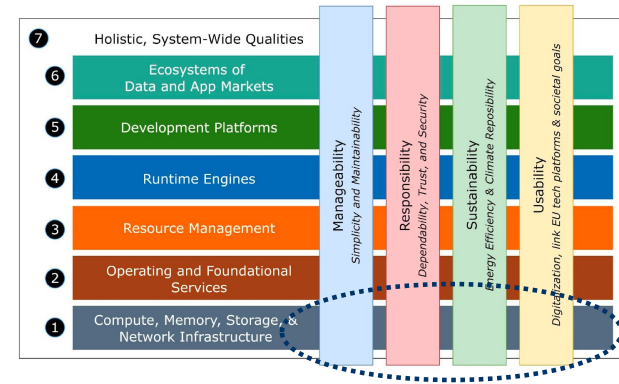 7 Holistic, System-Wide Qualities
6 Ecosystems of
Data and App Markets
5 Development Platforms
4 Runtime Engines
3 Resource Management
2 Operating and Foundational
Services
1 Compute, Memory, Storage, &
Network Infrastructure
Manageability
Simplicity and Maintainability
Responsibility
Dependability, Trust, and Security
Sustainability
Energy Efficiency & Climate Reposibility
Usability
Digitalization, link EU tech platforms & societal goals